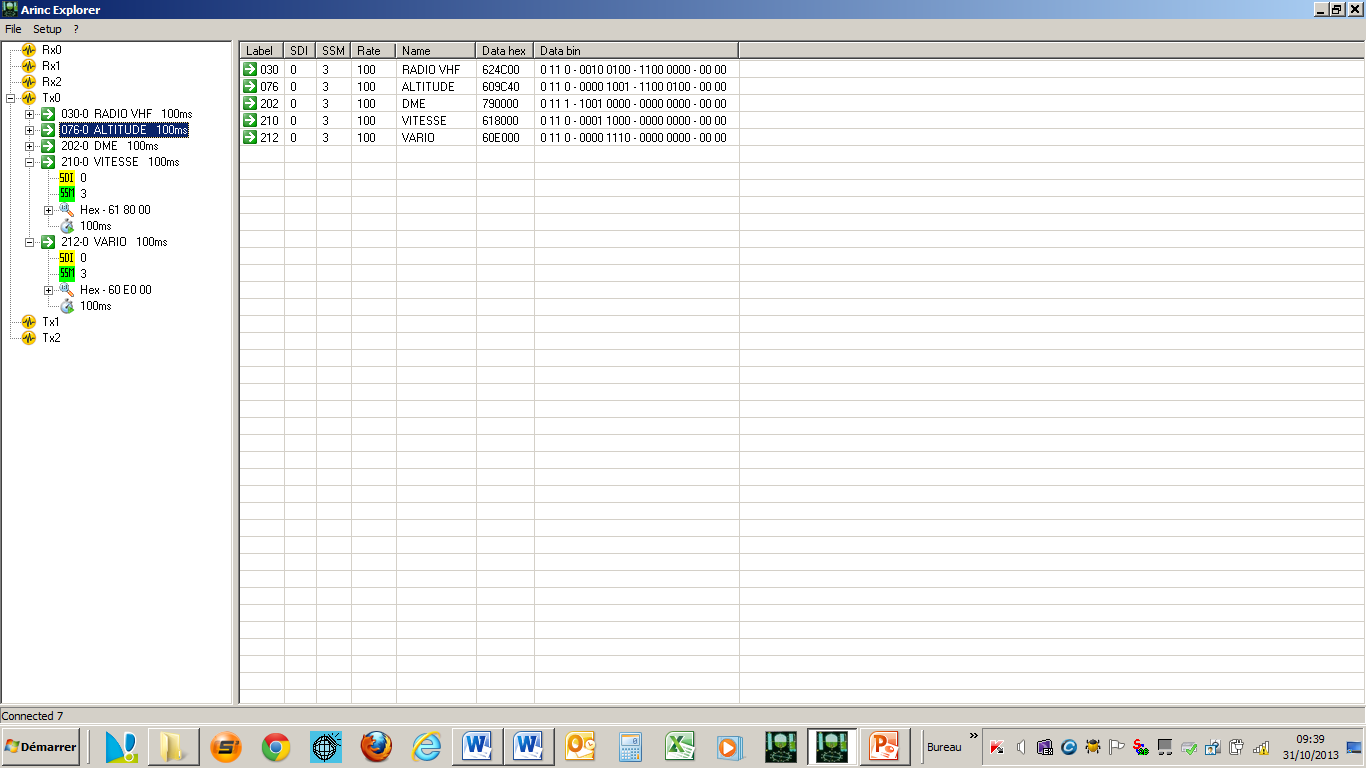 Arinc Explorer
File Setup ?
Rx0
Rx1
Rx2
Tx0
030-0 RADIO VHF 100ms
076-0 ALTITUDE 100ms
202-0 DME 100ms
210-0 VITESSE 100ms
SDI 0
SSM 3
Hex - 61 80 00
100ms
212-0 VARIO 100ms
SDI 0
SSM 3
Hex - 60 E0 00
100ms
Tx1
Tx2
Label SDI SSM Rate Name Data hex Data bin
030 0 3 100 RADIO VHF 624C00 0 11 0 - 0010 0100 - 1100 0000 - 00 00
076 0 3 100 ALTITUDE 609C40 0 11 0 - 0000 1001 - 1100 0100 - 00 00
202 0 3 100 DME 790000 0 11 1 - 1001 0000 - 0000 0000 - 00 00
210 0 3 100 VITESSE 618000 0 11 0 - 0001 1000 - 0000 0000 - 00 00
212 0 3 100 VARIO 60E000 0 11 0 - 0000 1110 - 0000 0000 - 00 00
Connected 7
Démarrer
Bureau
09:39
31/10/2013